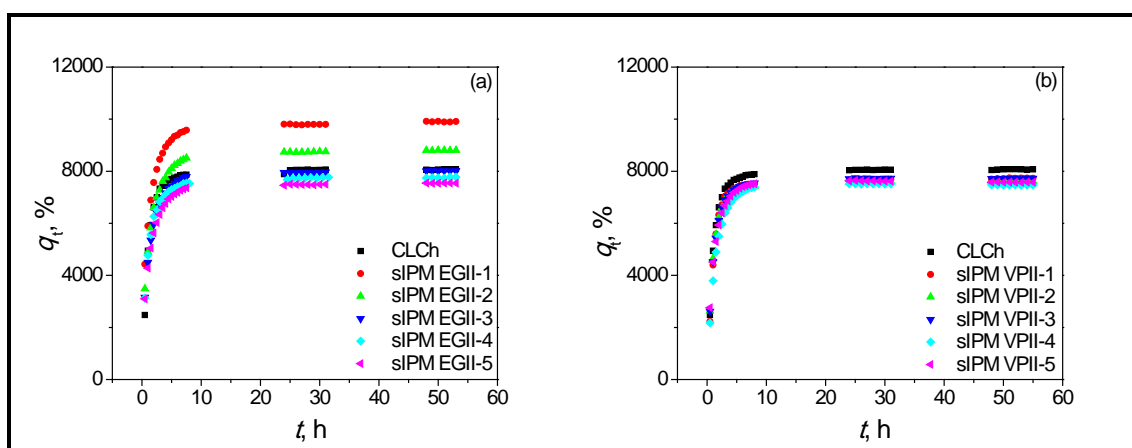 12000
8000
4000
0
qt, %
(a)
CLCh
sIPM EGII-1
sIPM EGII-2
sIPM EGII-3
sIPM EGII-4
sIPM EGII-5
0 10 20 30 40 50 60
t, h
12000
8000
4000
0
qt, %
(b)
CLCh
sIPM VPII-1
sIPM VPII-2
sIPM VPII-3
sIPM VPII-4
sIPM VPII-5
0 10 20 30 40 50 60
t, h